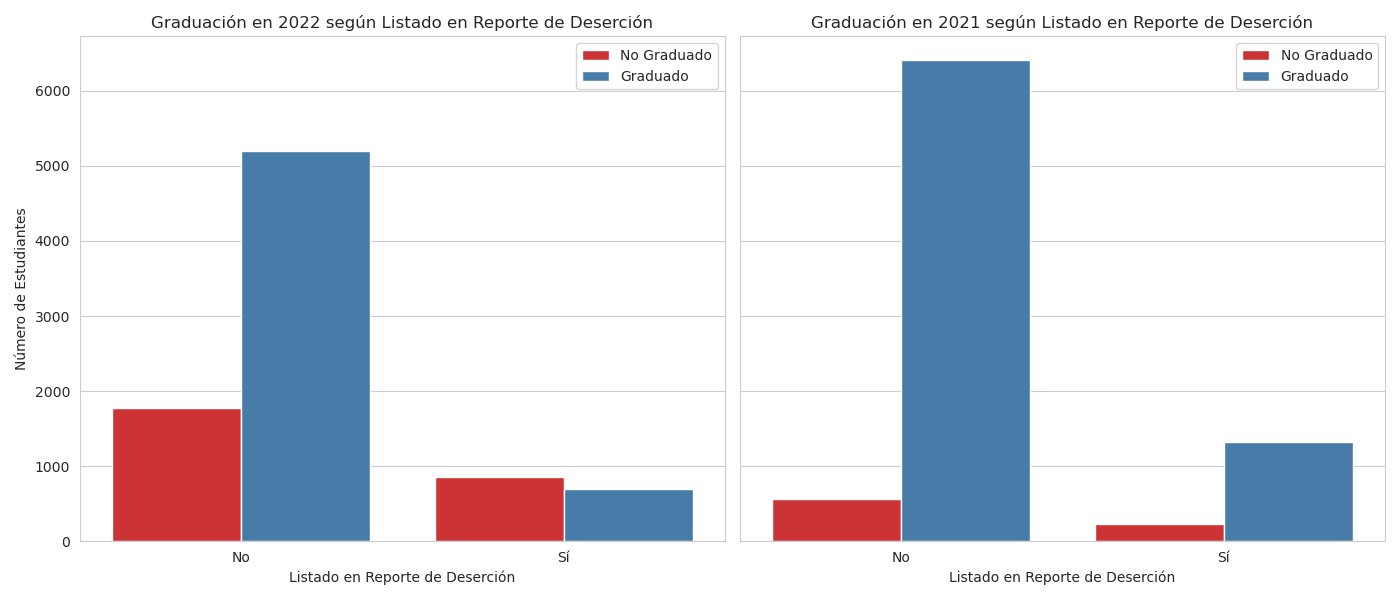 Graduación en 2022 según Listado en Reporte de Deserción
No Graduado
Graduado
Número de Estudiantes
6000
5000
4000
3000
2000
1000
0
No
Sí
Listado en Reporte de Deserción
Graduación en 2021 según Listado en Reporte de Deserción
No Graduado
Graduado
No
Sí
Listado en Reporte de Deserción